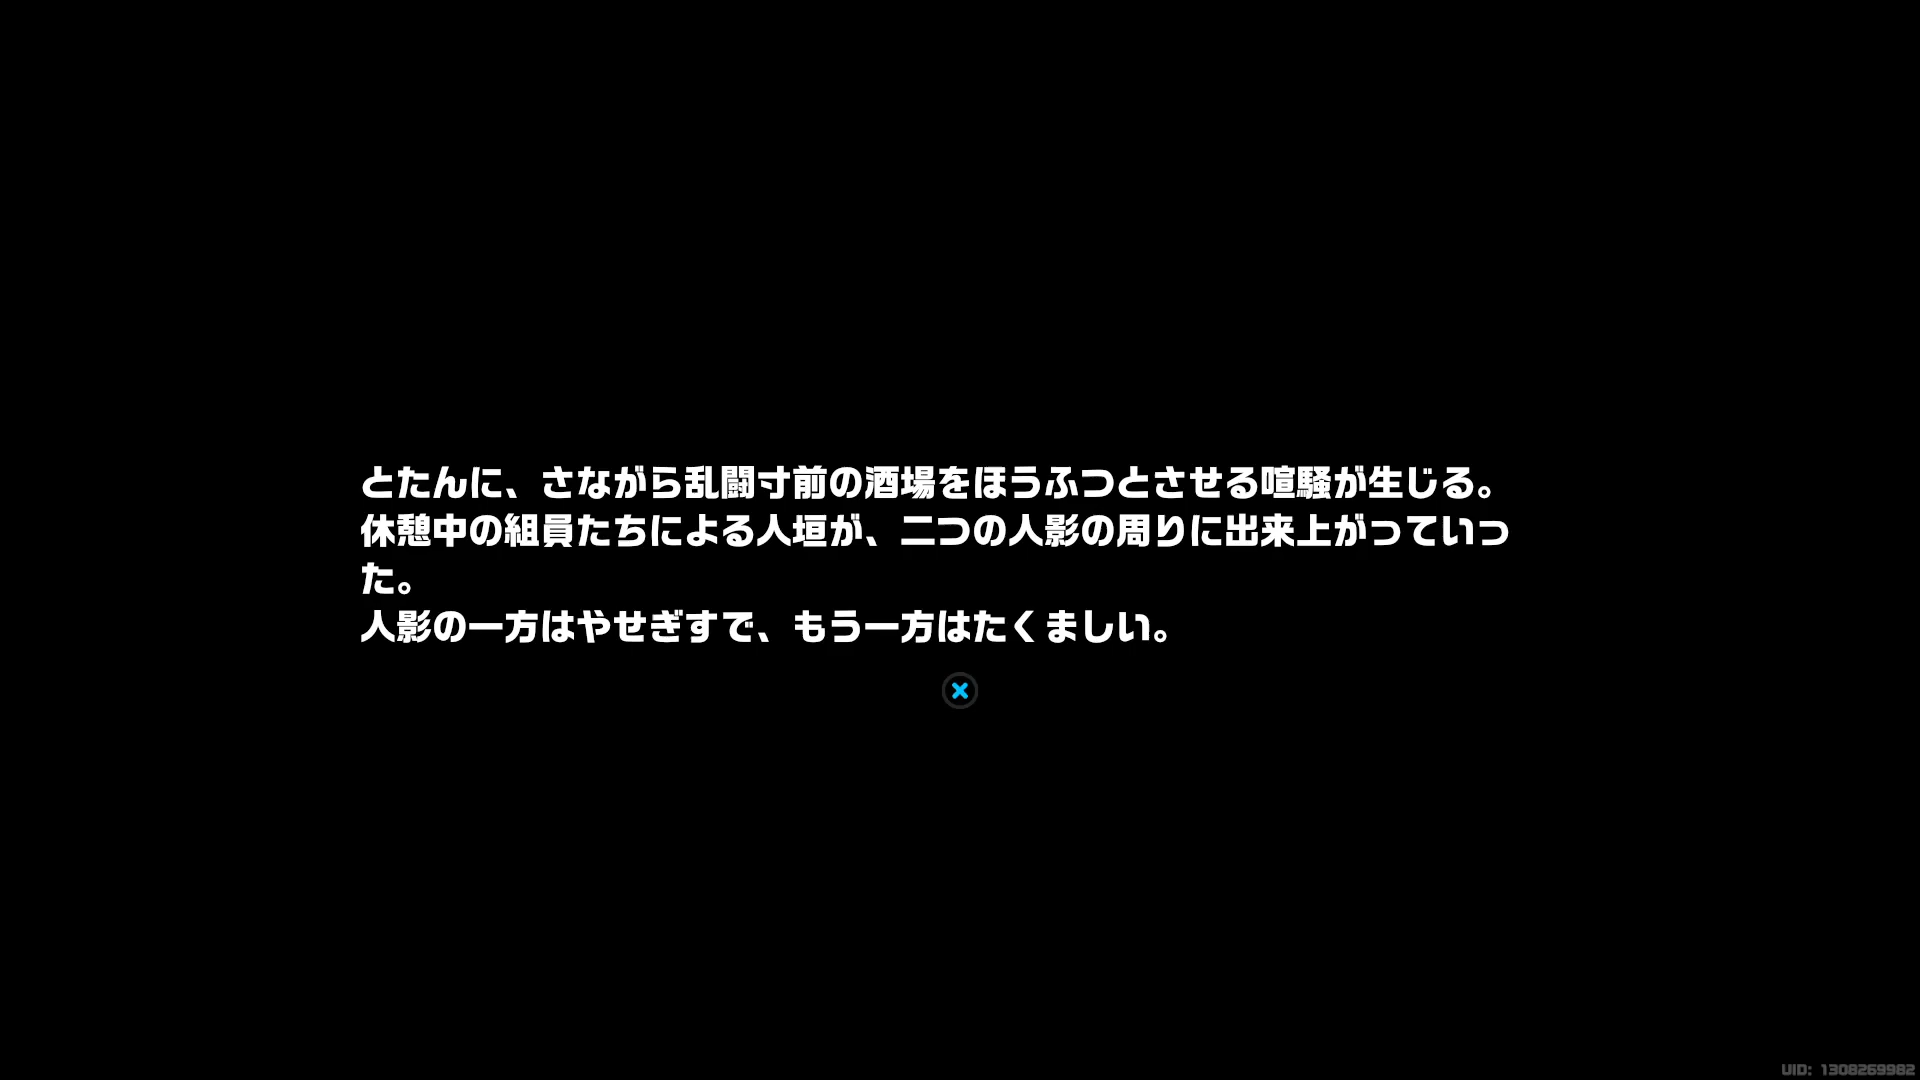 とたんに、さながら乱闘寸前の酒場をほうふつとさせる喧騒が生じる。
休憩中の組員たちによる人垣が、二つの人影の周りに出来上がっていっ
た。
人影の一方はやせぎすで、もう一方はたくましい。
UID: 1308269982